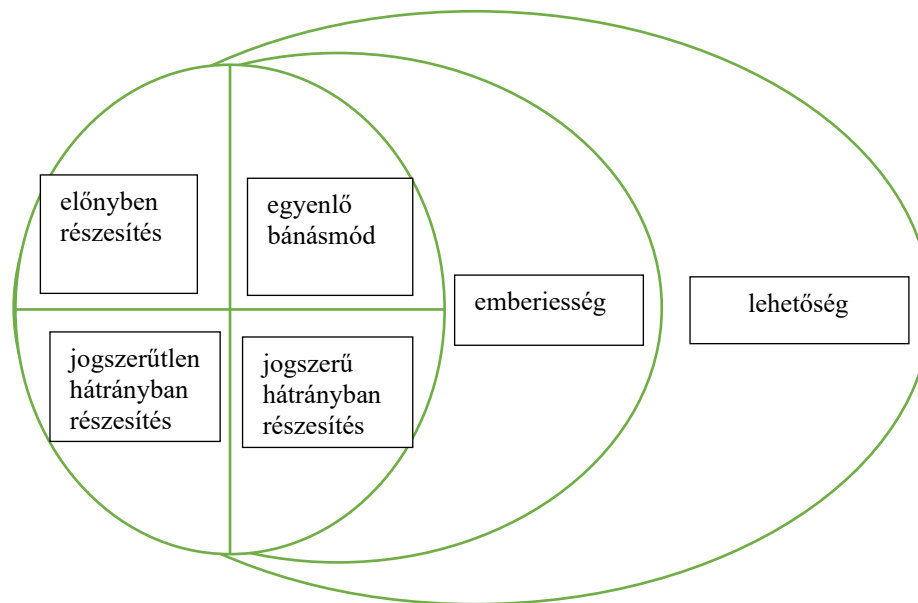 előnyben
részesítés
egyenlő
bánásmód
emberiesség
lehetőség
jogszerűtlen
hátrányban
részesítés
jogszerű
hátrányban
részesítés